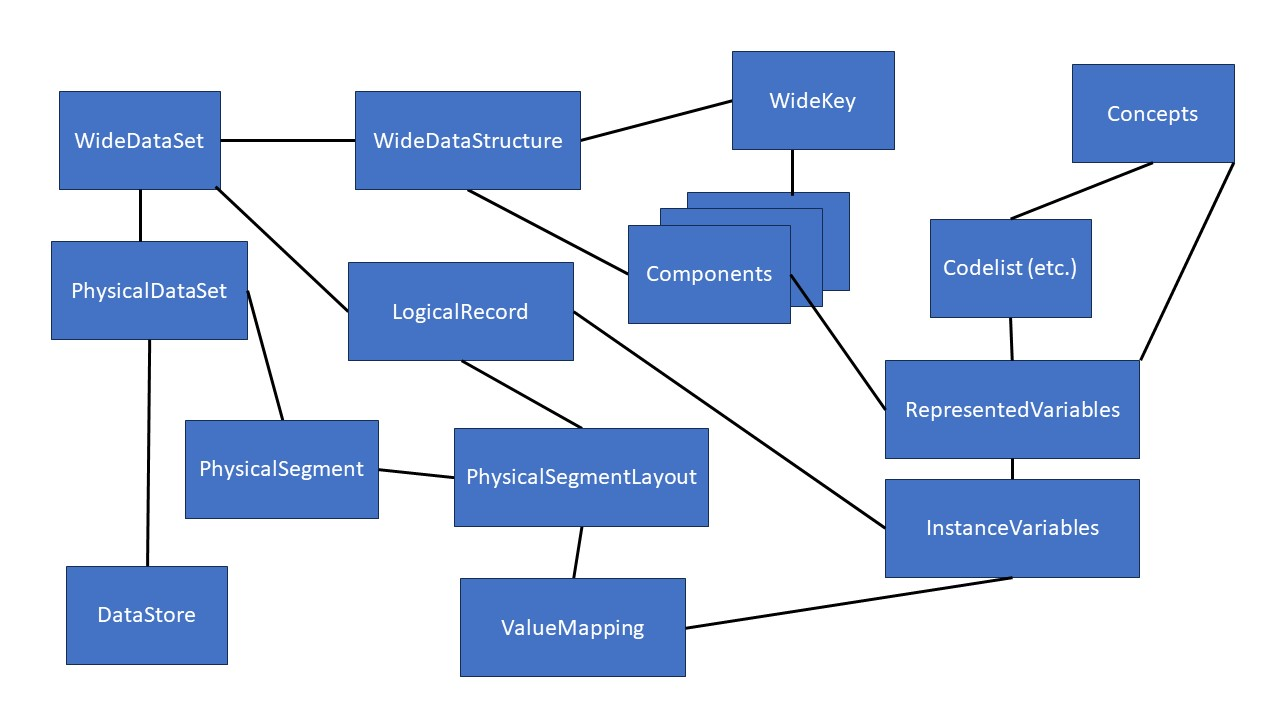 WideKey
Concepts
WideDataSet
WideDataStructure
Components
Codelist (etc.)
PhysicalDataSet
LogicalRecord
RepresentedVariables
PhysicalSegment
PhysicalSegmentLayout
InstanceVariables
DataStore
ValueMapping